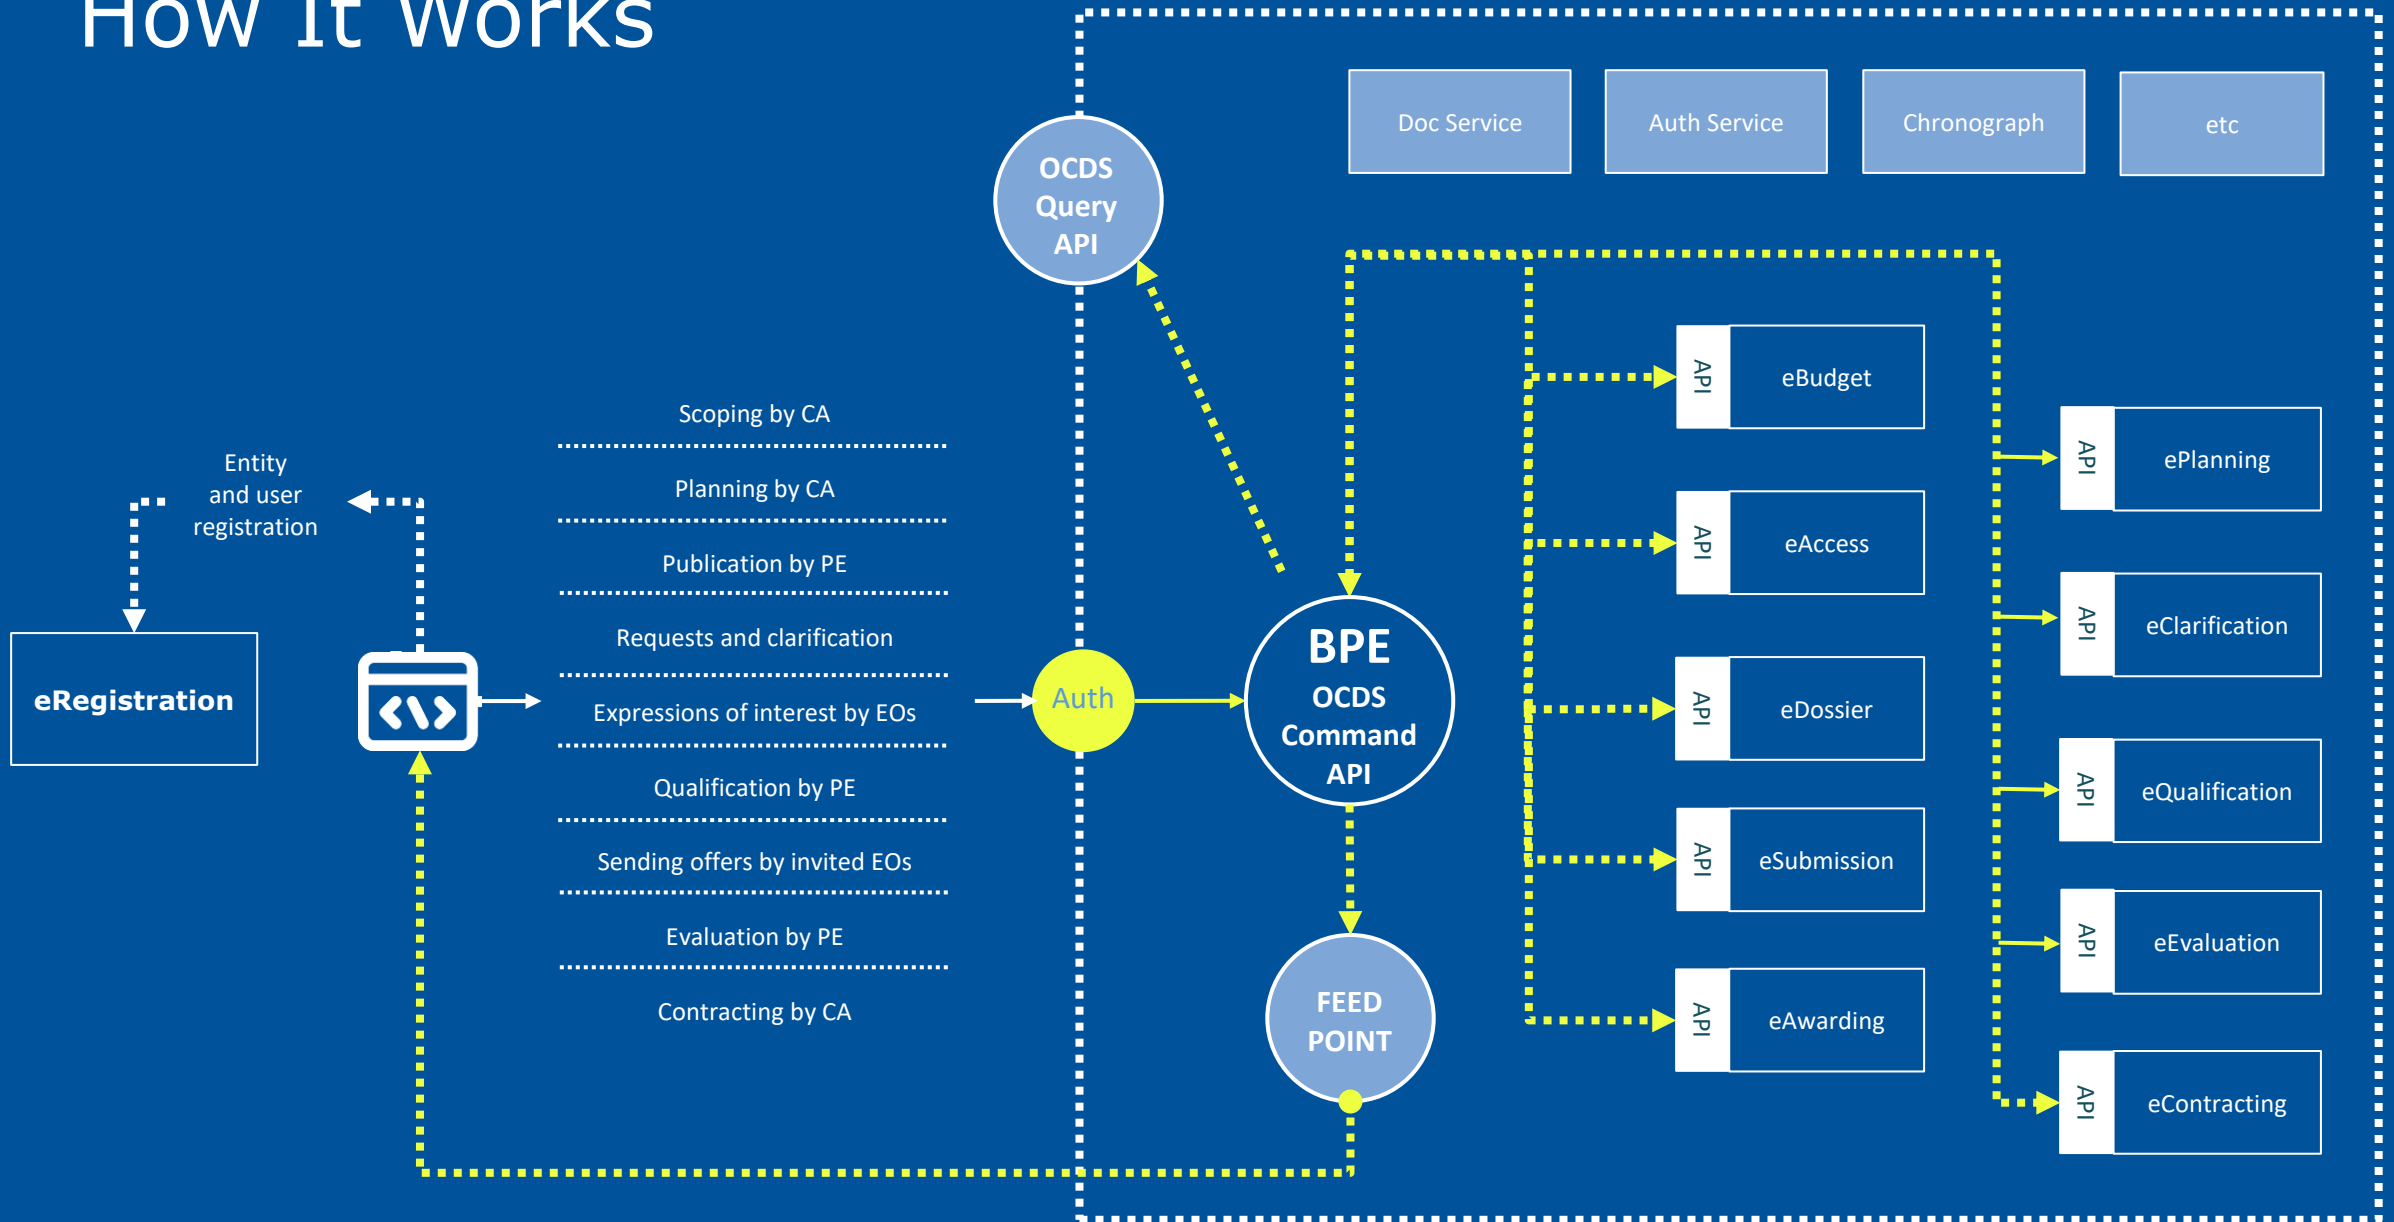 How It Works
Doc Service
Auth Service
Chronograph
etc
OCDS
Query
API
Entity
and user
registration
eRegistration
Scoping by CA
Planning by CA
Publication by PE
Requests and clarification
Expressions of interest by EOs
Qualification by PE
Sending offers by invited EOs
Evaluation by PE
Contracting by CA
Auth
BPE
OCDS
Command
API
FEED
POINT
API
eBudget
API
eAccess
API
eDossier
API
eSubmission
API
eAwarding
API
ePlanning
API
eClarification
API
eQualification
API
eEvaluation
API
eContracting